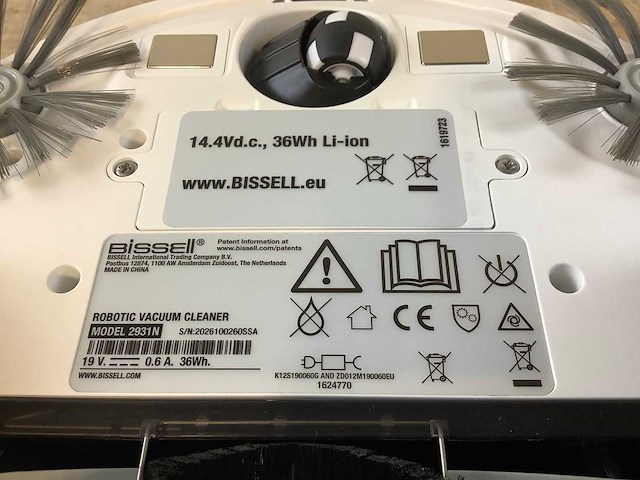 14.4Vd.c., 36Wh Li-ion
1619723
www.BISSELL.eu
BISSELL® Patent Information at
www.bissell.com/patents
BISSELL International Trading Company B.V.
Postbus 12874, 1100 AW Amsterdam Zuidoost, The Netherlands
MADE IN CHINA
CE
ROBOTIC VACUUM CLEANER
MODEL 2931N S/N:2026100260SSA
19 V. 0.6 A. 36Wh.
WWW.BISSELL.COM
K12S190060G AND ZD012M190060EU
1624770